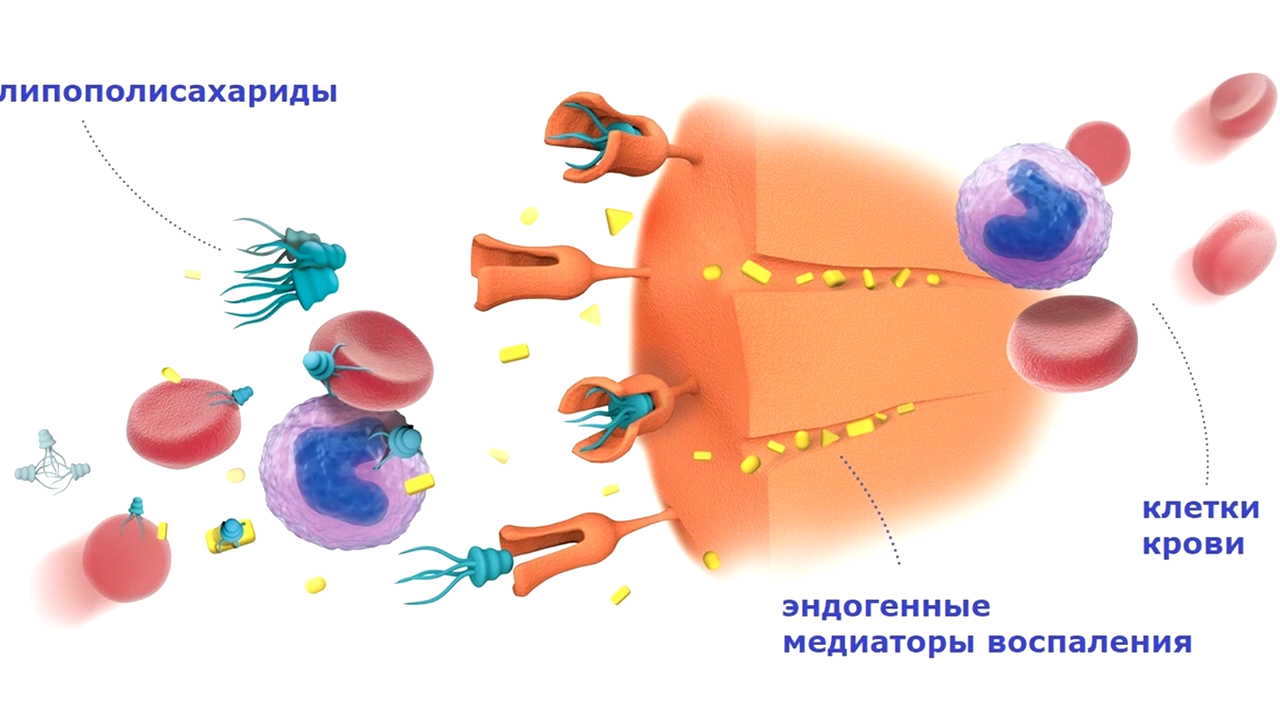 липополисахариды
клетки
крови
эндогенные
медиаторы воспаления